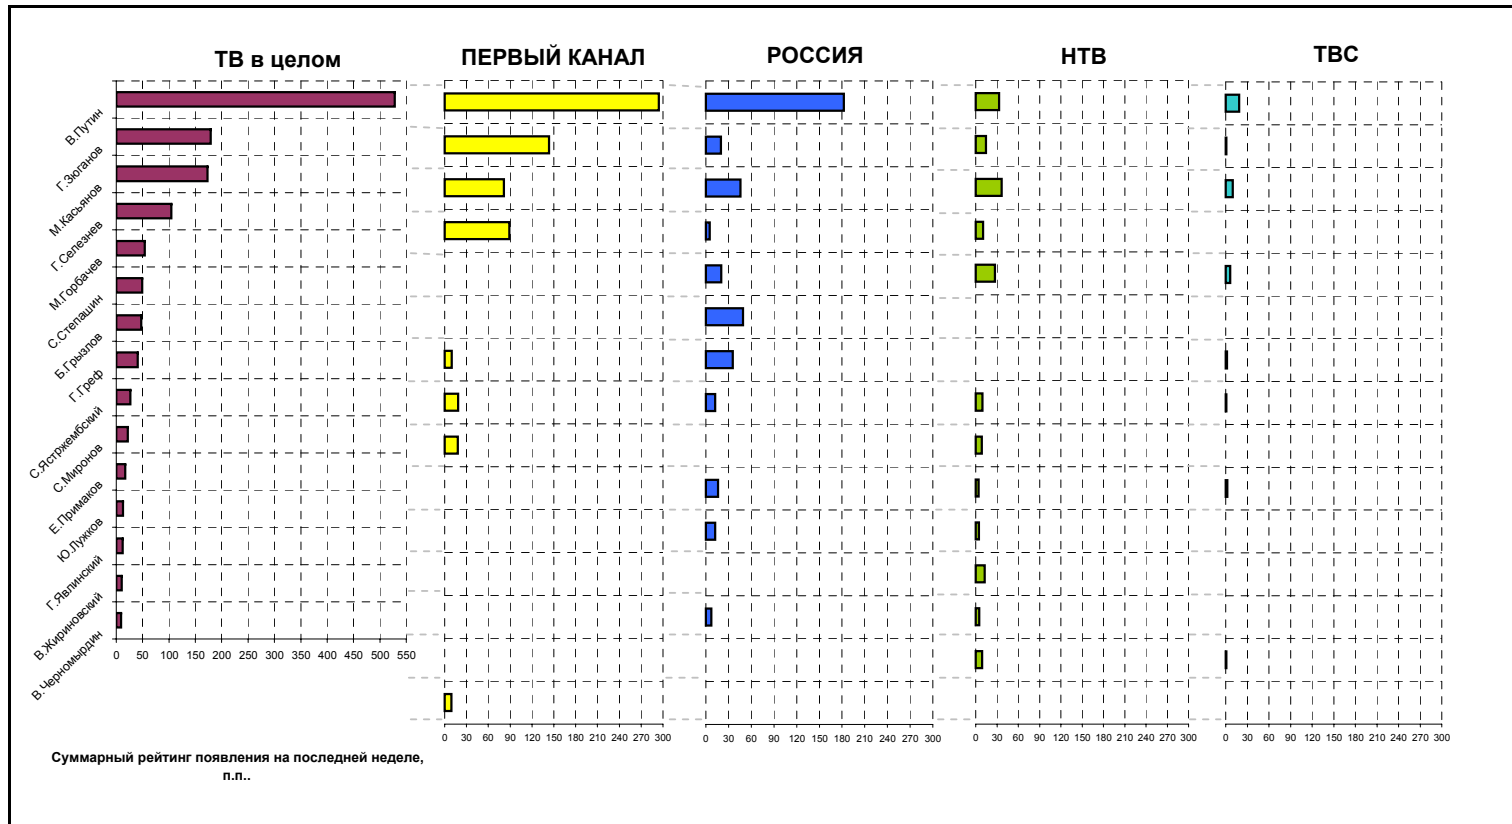 ТВ в целом
ПЕРВЫЙ КАНАЛ
РОССИЯ
НТВ
ТВС
В.Путин
Г.Зюганов
М.Касьянов
Г.Селезнев
М.Горбачев
С.Степашин
Б.Грызлов
Г.Греф
С.Ястржембский
С.Миронов
Е.Примаков
Ю.Лужков
Г.Явлинский
В.Жириновский
В.Черномырдин
0 50 100 150 200 250 300 350 400 450 500 550
0 30 60 90 120 150 180 210 240 270 300
0 30 60 90 120 150 180 210 240 270 300
0 30 60 90 120 150 180 210 240 270 300
0 30 60 90 120 150 180 210 240 270 300
Суммарный рейтинг появления на последней неделе,
п.п..